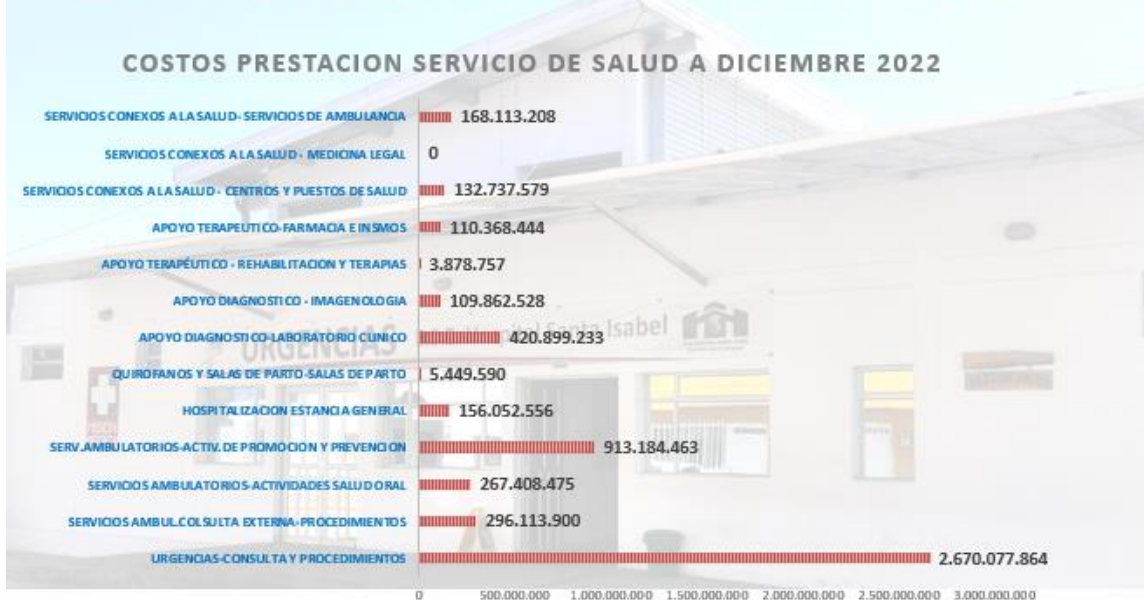 COSTOS PRESTACION SERVICIO DE SALUD A DICIEMBRE 2022
SERVICIOS CONEXOS A LA SALUD- SERVICIOS DE AMBULANCIA 168.113.208
SERVICIOS CONEXOS A LA SALUD - MEDICINA LEGAL 0
SERVICIOS CONEXOS A LA SALUD - CENTROS Y PUESTOS DE SALUD 132.737.579
APOYO TERAPEUTICO-FARMACIA E INSMOS 110.368.444
APOYO TERAPÉUTICO - REHABILITACION Y TERAPIAS 3.878.757
APOYO DIAGNOSTICO - IMAGENOLOGIA 109.862.528
URGENCIAS Hospital Santa Isabel
APOYO DIAGNOSTICO-LABORATORIO CLINICO 420.899.233
QUIROFANOS Y SALAS DE PARTO-SALAS DE PARTO 5.449.590
HOSPITALIZACION ESTANCIA GENERAL 156.052.556
SERV.AMBULATORIOS-ACTIV.DE PROMOCION Y PREVENCION 913.184.463
SERVICIOS AMBULATORIOS-ACTIVIDADES SALUD ORAL 267.408.475
SERVICIOS AMBUL.COLSULTA EXTERNA-PROCEDIMIENTOS 296.113.900
URGENCIAS-CONSULTA Y PROCEDIMIENTOS 2.670.077.864
0 500.000.000 1.000.000.000 1.500.000.000 2.000.000.000 2.500.000.000 3.000.000.000